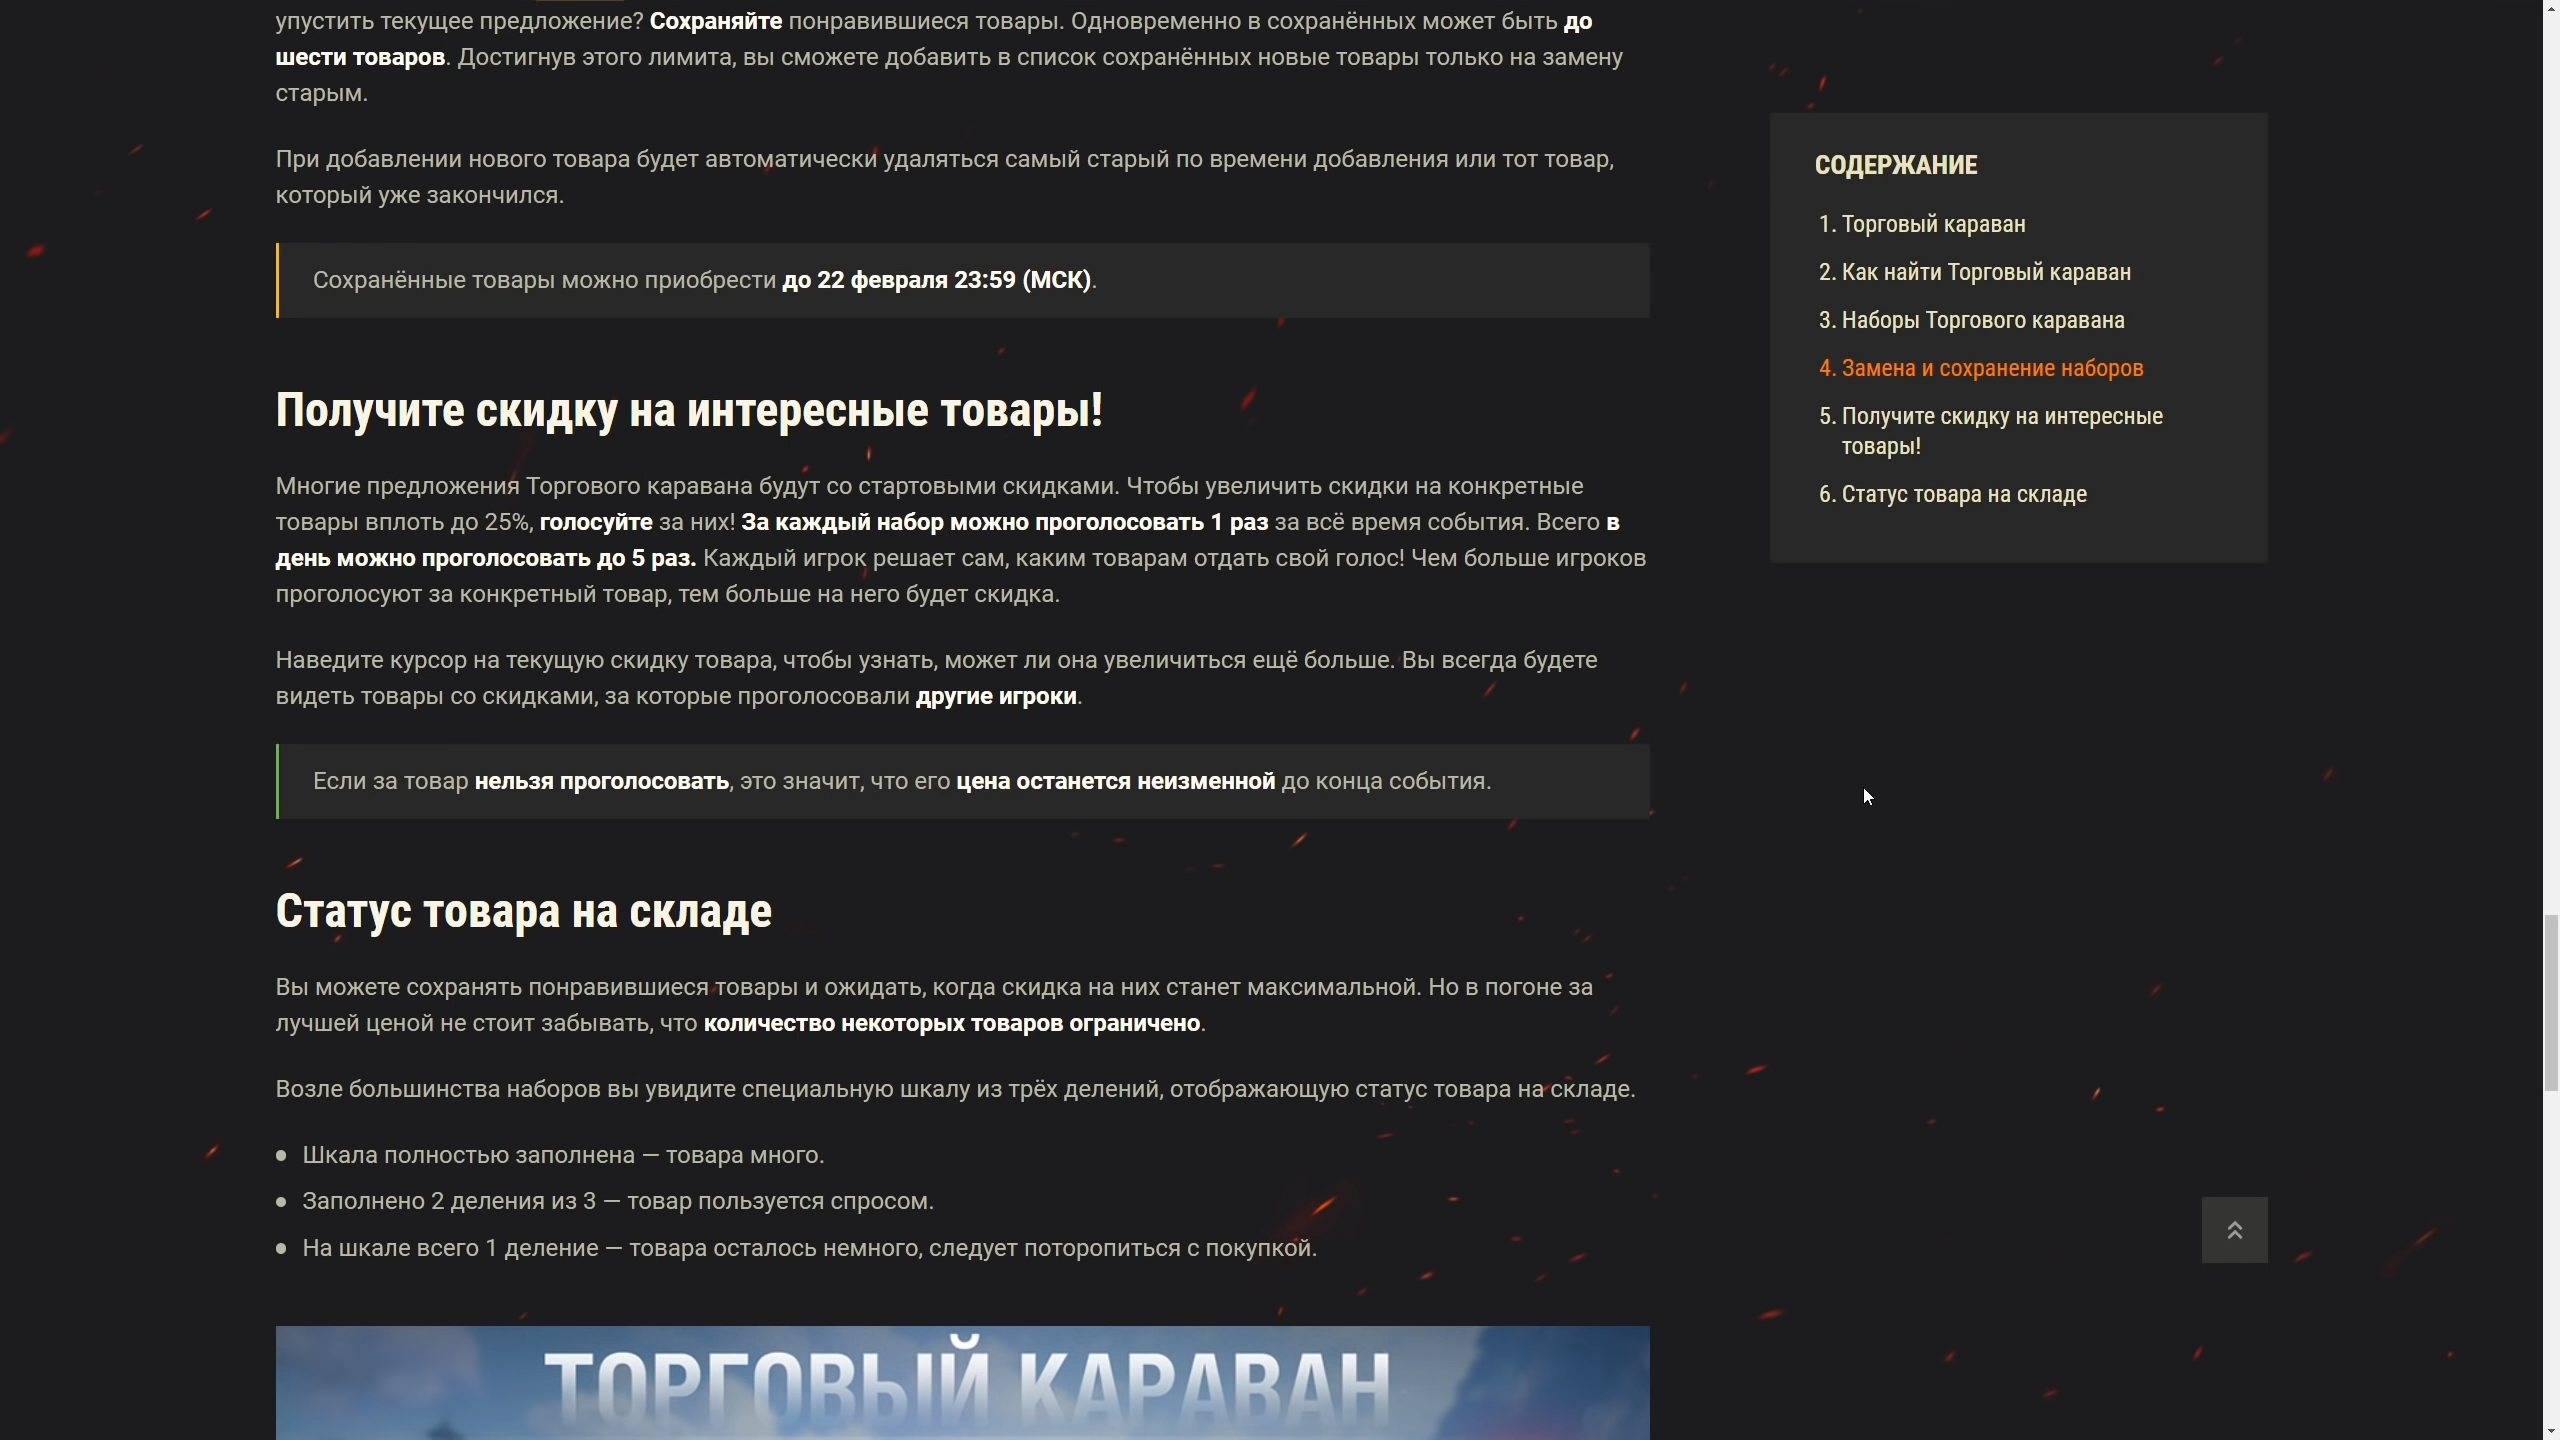 упустить текущее предложение? Сохраняйте понравившиеся товары. Одновременно в сохранённых может быть до
шести товаров. Достигнув этого лимита, вы сможете добавить в список сохранённых новые товары только на замену
старым.
При добавлении нового товара будет автоматически удаляться самый старый по времени добавления или тот товар,
который уже закончился.
Сохранённые товары можно приобрести до 22 февраля 23:59 (МСК).
Получите скидку на интересные товары!
Многие предложения Торгового каравана будут со стартовыми скидками. Чтобы увеличить скидки на конкретные
товары вплоть до 25%, голосуйте за них! За каждый набор можно проголосовать 1 раз за всё время события. Всего в
день можно проголосовать до 5 раз. Каждый игрок решает сам, каким товарам отдать свой голос! Чем больше игроков
проголосуют за конкретный товар, тем больше на него будет скидка.
Наведите курсор на текущую скидку товара, чтобы узнать, может ли она увеличиться ещё больше. Вы всегда будете
видеть товары со скидками, за которые проголосовали другие игроки.
Если за товар нельзя проголосовать, это значит, что его цена останется неизменной до конца события.
Статус товара на складе
Вы можете сохранять понравившиеся товары и ожидать, когда скидка на них станет максимальной. Но в погоне за
лучшей ценой не стоит забывать, что количество некоторых товаров ограничено.
Возле большинства наборов вы увидите специальную шкалу из трёх делений, отображающую статус товара на складе.
Шкала полностью заполнена — товара много.
Заполнено 2 деления из 3 — товар пользуется спросом.
На шкале всего 1 деление — товара осталось немного, следует поторопиться с покупкой.
ТОРГОВЫЙ КАРАВАН
СОДЕРЖАНИЕ
1. Торговый караван
2. Как найти Торговый караван
3. Наборы Торгового каравана
4. Замена и сохранение наборов
5. Получите скидку на интересные
товары!
6. Статус товара на складе